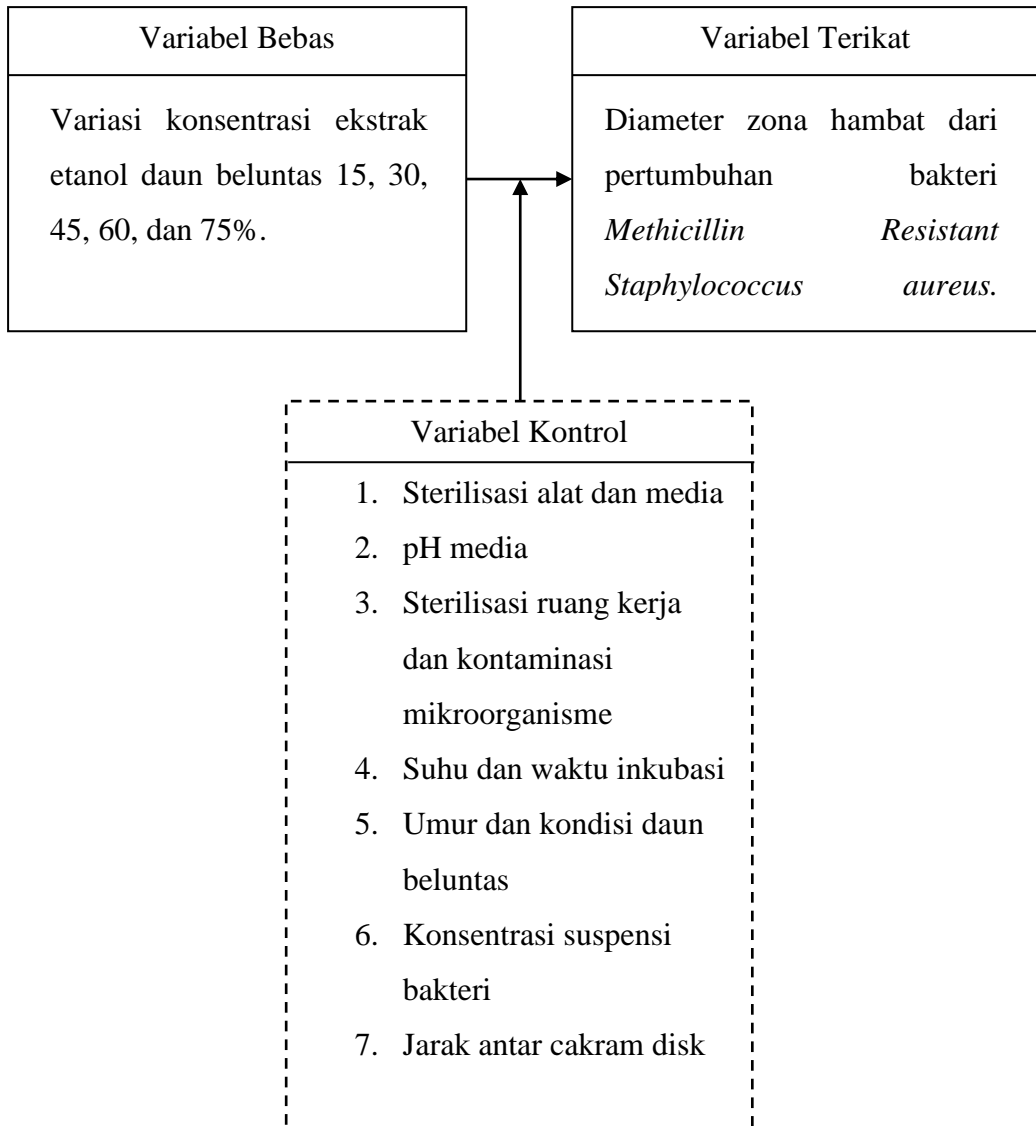 Variabel Bebas
Variasi konsentrasi ekstrak
etanol daun beluntas 15, 30,
45, 60, dan 75%.
Variabel Terikat
Diameter zona hambat dari
pertumbuhan bakteri
Methicillin Resistant
Staphylococcus aureus.
Variabel Kontrol
1. Sterilisasi alat dan media
2. pH media
3. Sterilisasi ruang kerja
dan kontaminasi
mikroorganisme
4. Suhu dan waktu inkubasi
5. Umur dan kondisi daun
beluntas
6. Konsentrasi suspensi
bakteri
7. Jarak antar cakram disk